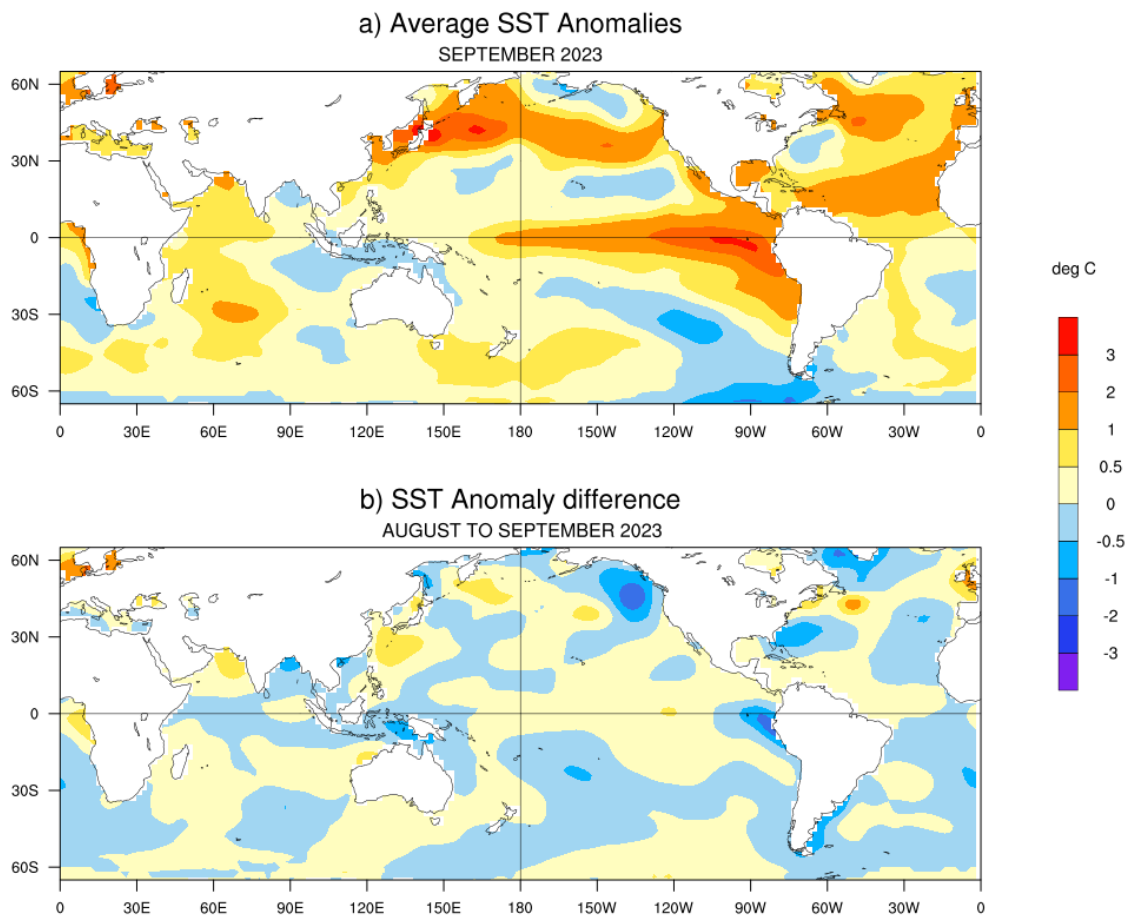 a) Average SST Anomalies
SEPTEMBER 2023
60N
30N
0
30S
60S
0 30E 60E 90E 120E 150E 180 150W 120W 90W 60W 30W 0
deg C
3
2
1
0.5
0
-0.5
-1
-2
-3
b) SST Anomaly difference
AUGUST TO SEPTEMBER 2023
60N
30N
0
30S
60S
0 30E 60E 90E 120E 150E 180 150W 120W 90W 60W 30W 0